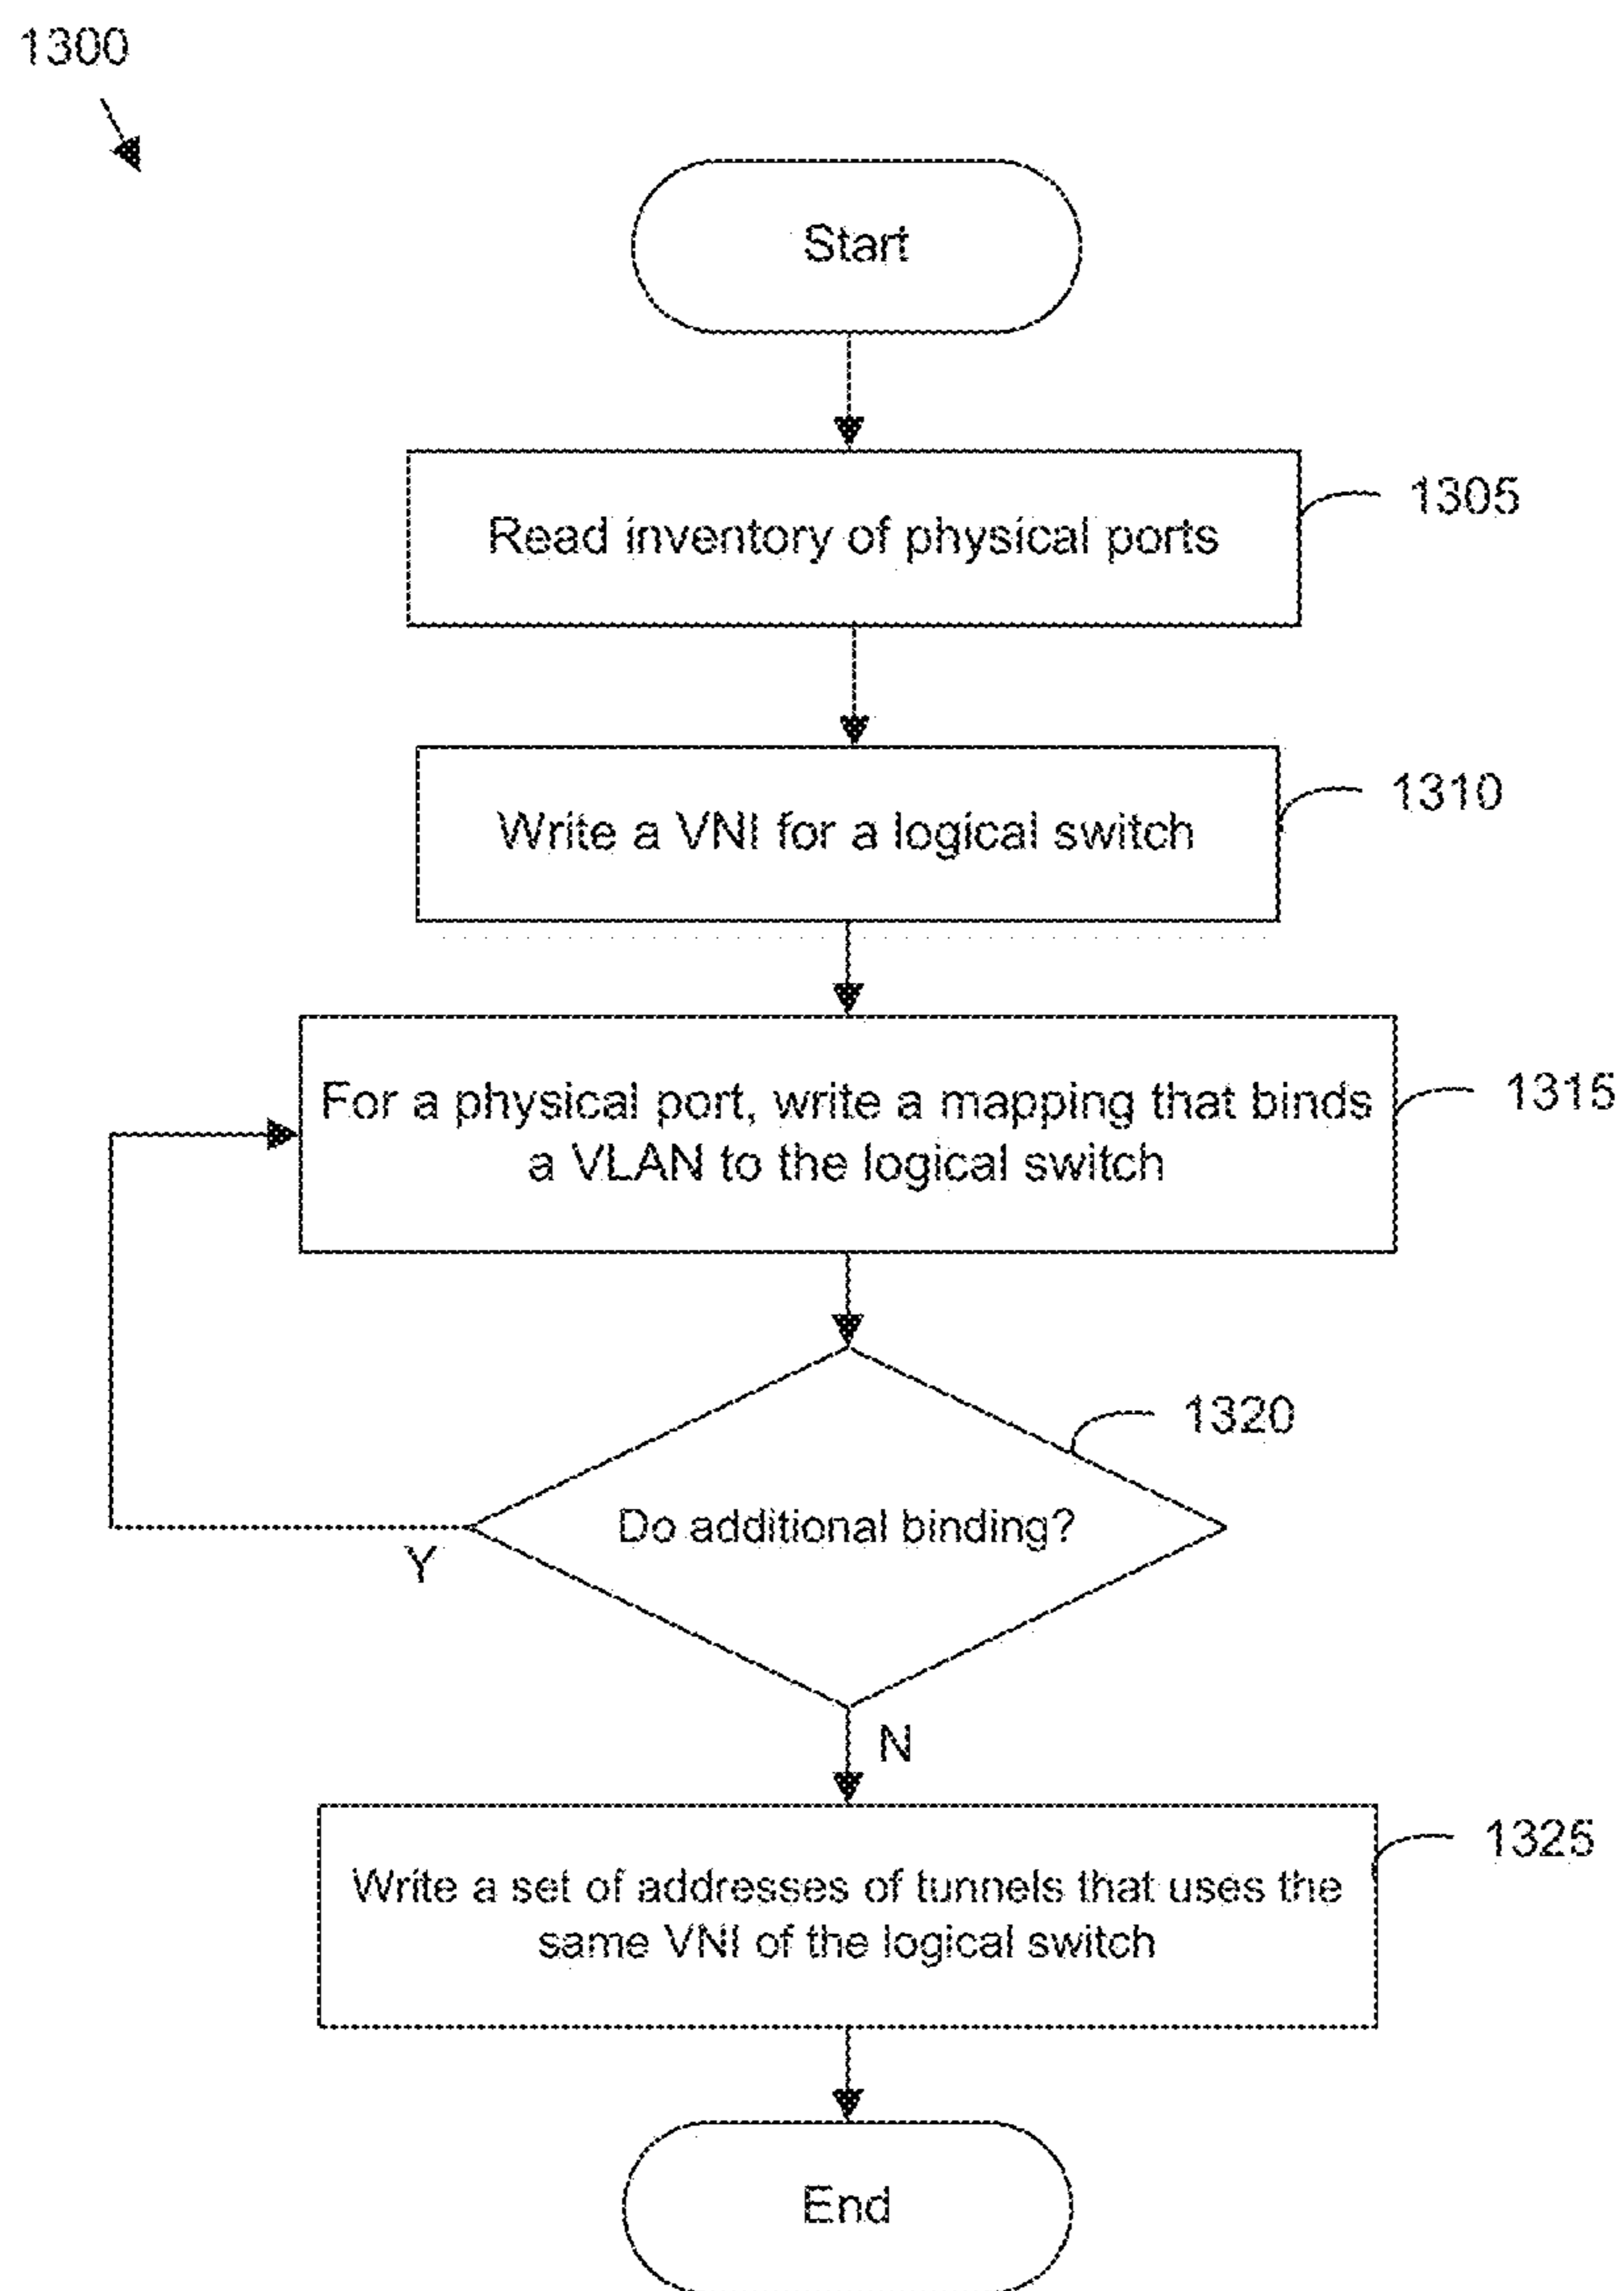 1300
Start
Read inventory of physical ports
1305
Write a VNI for a logical switch
1310
For a physical port, write a mapping that binds
a VLAN to the logical switch
1315
Do additional binding?
1320
Y
N
Write a set of addresses of tunnels that uses the
same VNI of the logical switch
1325
End